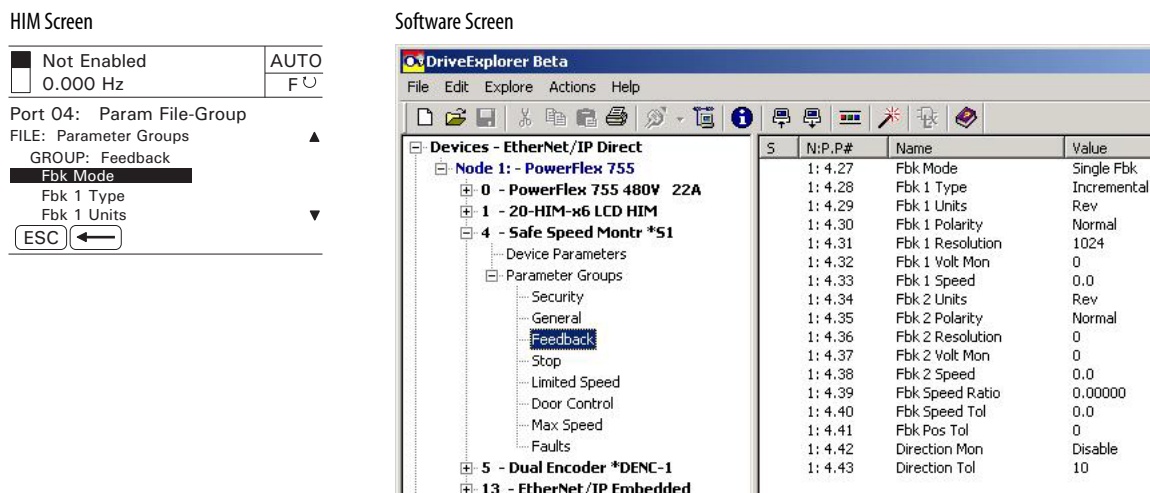 HIM Screen
Not Enabled AUTO
0.000 Hz F
Port 04: Param File-Group
FILE: Parameter Groups
GROUP: Feedback
Fbk Mode
Fbk 1 Type
Fbk 1 Units
ESC
Software Screen
DriveExplorer Beta
File Edit Explore Actions Help
Devices - EtherNet/IP Direct
Node 1: - PowerFlex 755
0 - PowerFlex 755 480V 22A
1 - 20-HIM-x6 LCD HIM
4 - Safe Speed Montr *S1
Device Parameters
Parameter Groups
Security
General
Feedback
Stop
Limited Speed
Door Control
Max Speed
Faults
5 - Dual Encoder *DENC-1
13 - EtherNet/IP Embedded
S N:P.P# Name Value
1: 4.27 Fbk Mode Single Fbk
1: 4.28 Fbk 1 Type Incremental
1: 4.29 Fbk 1 Units Rev
1: 4.30 Fbk 1 Polarity Normal
1: 4.31 Fbk 1 Resolution 1024
1: 4.32 Fbk 1 Volt Mon 0
1: 4.33 Fbk 1 Speed 0.0
1: 4.34 Fbk 2 Units Rev
1: 4.35 Fbk 2 Polarity Normal
1: 4.36 Fbk 2 Resolution 0
1: 4.37 Fbk 2 Volt Mon 0
1: 4.38 Fbk 2 Speed 0.0
1: 4.39 Fbk Speed Ratio 0.00000
1: 4.40 Fbk Speed Tol 0.0
1: 4.41 Fbk Pos Tol 0
1: 4.42 Direction Mon Disable
1: 4.43 Direction Tol 10